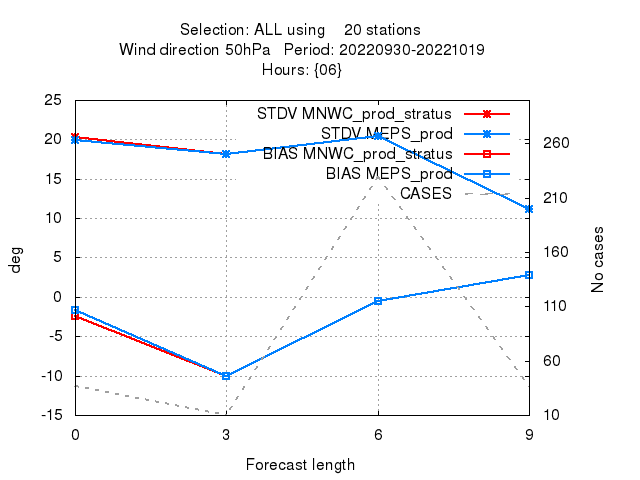 Selection: ALL using 20 stations
Wind direction 50hPa Period: 20220930-20221019
Hours: {06}
STDV MNWC_prod_stratus
STDV MEPS_prod
BIAS MNWC_prod_stratus
BIAS MEPS_prod
CASES
25
20
15
10
5
0
-5
-10
-15
deg
260
210
160
110
60
10
No cases
0 3 6 9
Forecast length